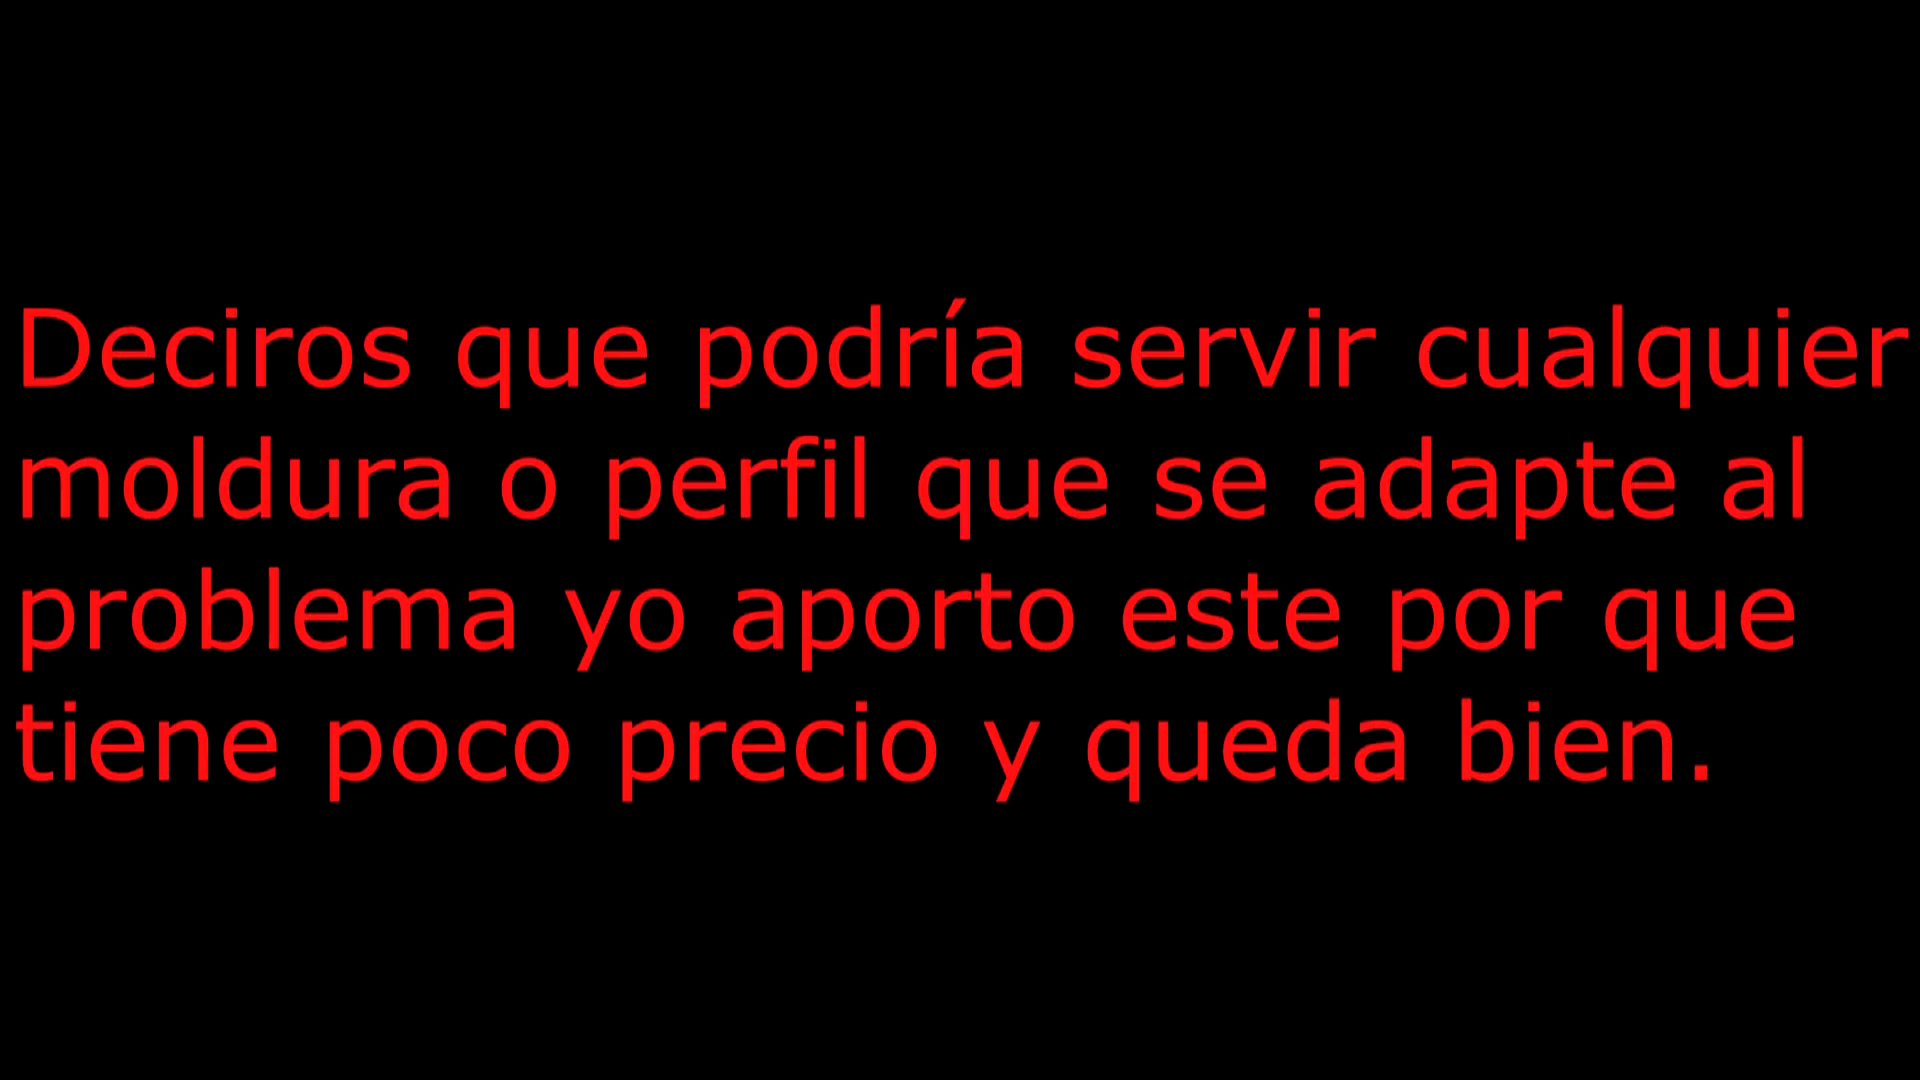 Deciros que podría servir cualquier
moldura o perfil que se adapte al
problema yo aporto este por que
tiene poco precio y queda bien.